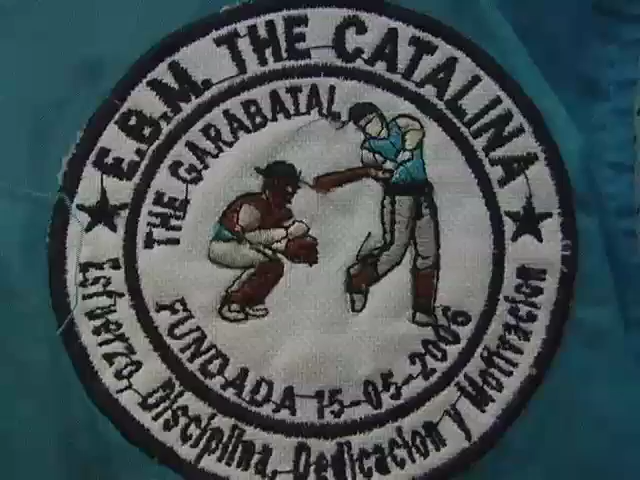 E.B.M. THE CATALINA
THE GARABATAL
FUNDADA 15-05-2006
Esfuerzo, Disciplina, Dedicacion y Motivacion